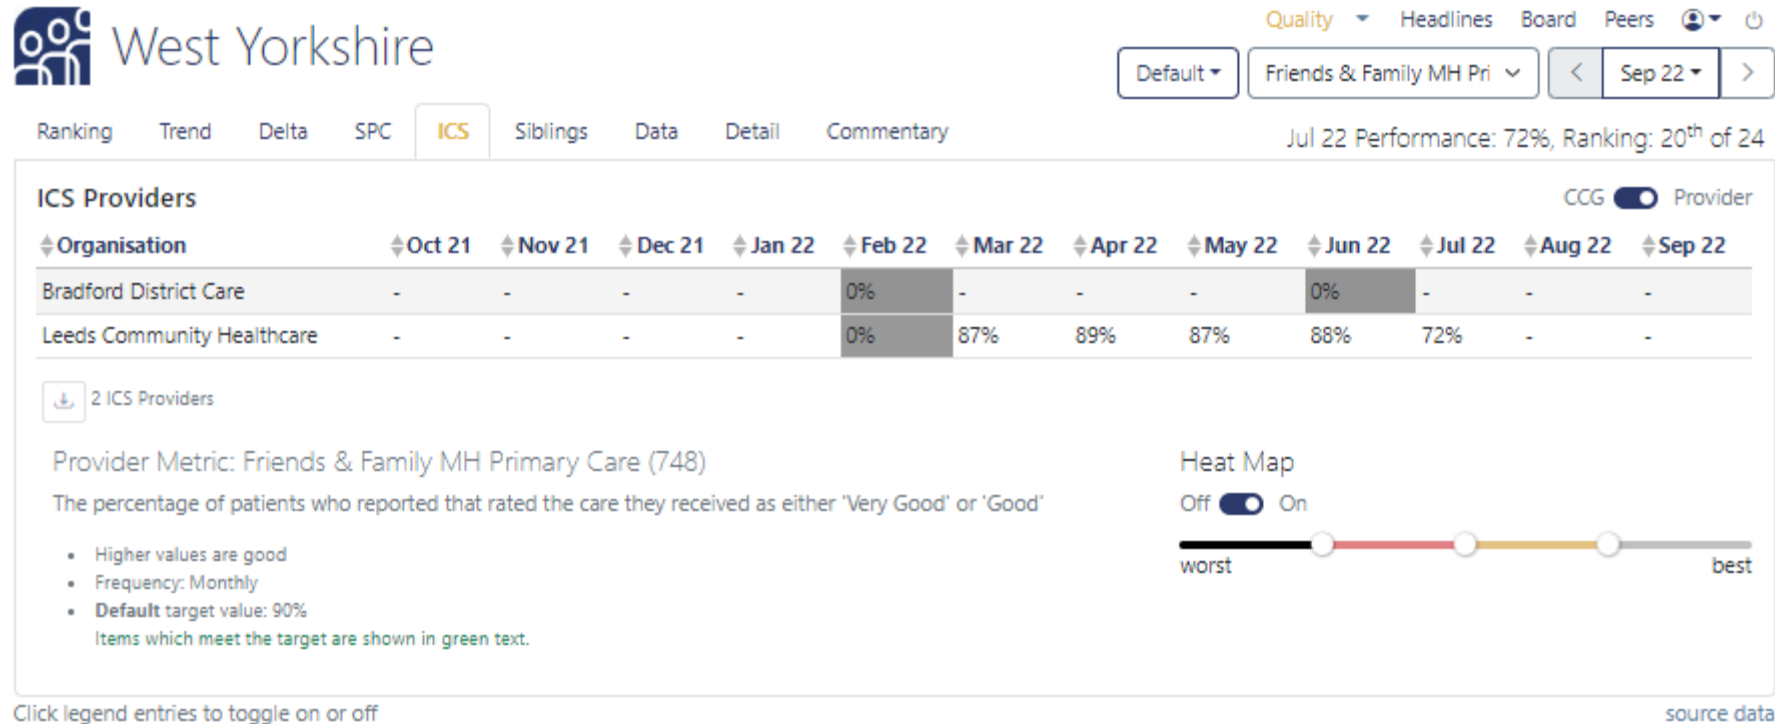 West Yorkshire
Quality Headlines Board Peers
Default Friends & Family MH Pri Sep 22
Ranking Trend Delta SPC ICS Siblings Data Detail Commentary
Jul 22 Performance: 72%, Ranking: 20th of 24
ICS Providers
CCG Provider
Organisation Oct 21 Nov 21 Dec 21 Jan 22 Feb 22 Mar 22 Apr 22 May 22 Jun 22 Jul 22 Aug 22 Sep 22
Bradford District Care - - - - 0% - - - 0% - - -
Leeds Community Healthcare - - - - 0% 87% 89% 87% 88% 72% - -
2 ICS Providers
Provider Metric: Friends & Family MH Primary Care (748)
The percentage of patients who reported that rated the care they received as either 'Very Good' or 'Good'
• Higher values are good
• Frequency: Monthly
• Default target value: 90%
Items which meet the target are shown in green text.
Heat Map
Off On
worst best
Click legend entries to toggle on or off
source data